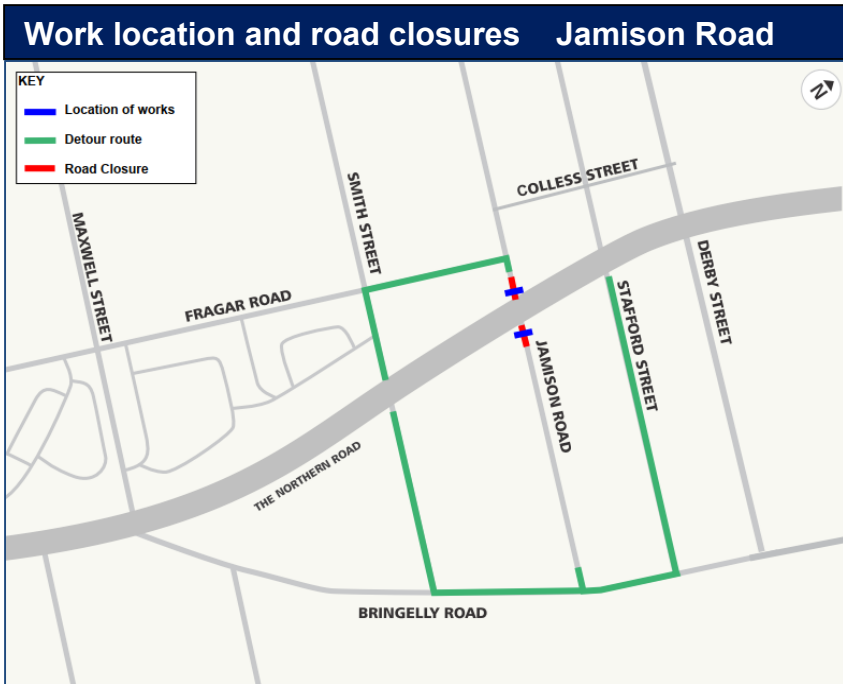 Work location and road closures Jamison Road
KEY
Location of works
Detour route
Road Closure
N
COLLESS STREET
SMITH STREET
MAXWELL STREET
DERBY STREET
FRAGAR ROAD
STAFFORD STREET
JAMISON ROAD
THE NORTHERN ROAD
BRINGELLY ROAD